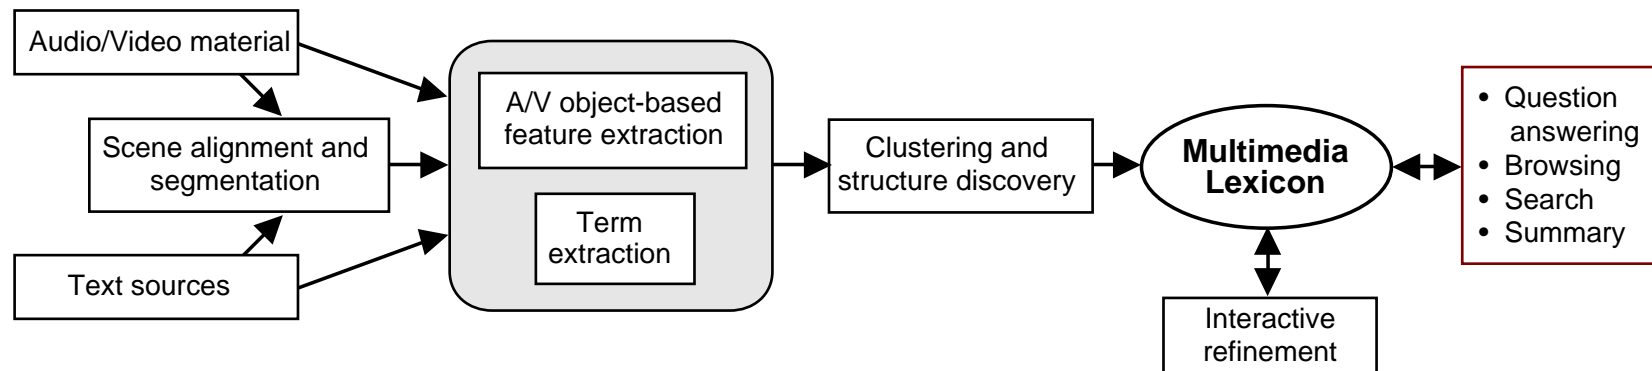 Audio/Video material
Scene alignment and
segmentation
Text sources
A/V object-based
feature extraction
Term
extraction
Clustering and
structure discovery
Multimedia
Lexicon
Interactive
refinement
• Question
answering
• Browsing
• Search
• Summary